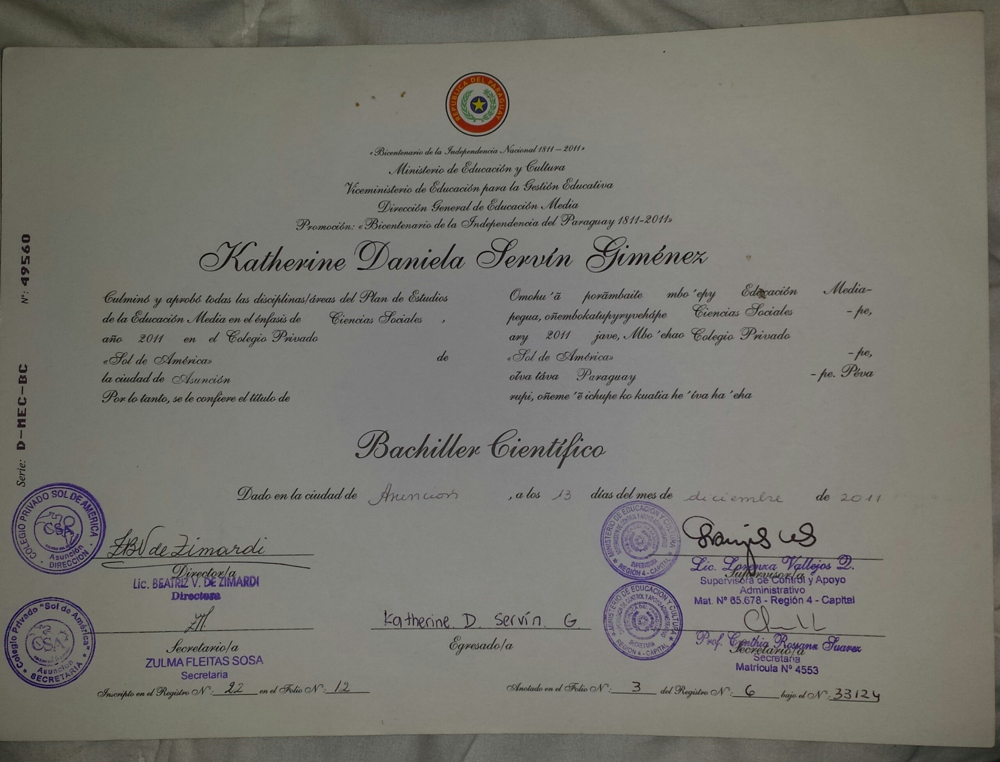 REPUBLICA DEL PARAGUAY
«Bicentenario de la Independencia Nacional 1811 – 2011»
Ministerio de Educación y Cultura
Viceministerio de Educación para la Gestión Educativa
Dirección General de Educación Media
Promoción: «Bicentenario de la Independencia del Paraguay 1811-2011»
Katherine Daniela Servín Giménez
Culminó y aprobó todas las disciplinas/áreas del Plan de Estudios
de la Educación Media en el énfasis de Ciencias Sociales ,
año 2011 en el Colegio Privado
«Sol de América» de
la ciudad de Asunción
Por lo tanto, se le confiere el título de
Omohu'ã porãmbaite mbo'epy Educación Media-
pegua, oñembokatupyryvehápe Ciencias Sociales - pe,
ary 2011 jave, Mbo'ehao Colegio Privado
«Sol de América» - pe,
oĩva táva Paraguay - pe. Péva
rupi, oñeme'ẽ ichupe ko kuatia he'íva ha'eha
Bachiller Científico
Dado en la ciudad de Asunción , a los 13 días del mes de diciembre de 2011
Serie: D-MEC-BC Nº: 49560
COLEGIO PRIVADO SOL DE AMERICA
CSA
Asunción
DIRECCION
ZBV de Zimardi
Director/a
Lic. BEATRIZ V. DE ZIMARDI
Directora
Colegio Privado "Sol de América"
CSA
Asunción
SECRETARIA
Secretario/a
ZULMA FLEITAS SOSA
Secretaria
Inscripto en el Registro Nº: 22 en el Folio Nº: 12
Katherine. D. Servín. G.
Egresado/a
MINISTERIO DE EDUCACION Y CULTURA
SUPERVISION DE CONTROL Y APOYO ADMINISTRATIVO
SUPERVISORA
REGIÓN 4 - CAPITAL
Lic. Lorenza Vallejos Q.
Supervisor/a
Supervisora de Control y Apoyo
Administrativo
Mat. Nº 65.678 - Región 4 - Capital
MINISTERIO DE EDUCACION Y CULTURA
SUPERVISION DE CONTROL Y APOYO ADMINISTRATIVO
SECRETARIA
REGIÓN 4 - CAPITAL
Prof. Cynthia Rossana Suarez
Secretario/a
Secretaria
Matricula Nº 4553
Anotado en el Folio Nº: 3 del Registro Nº: 6 bajo el Nº: 33124